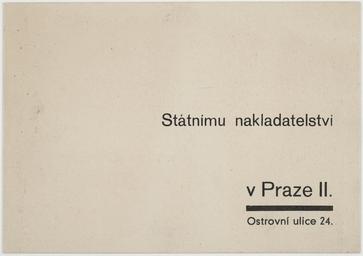 Státnímu nakladatelství
v Praze II.
Ostrovní ulice 24.